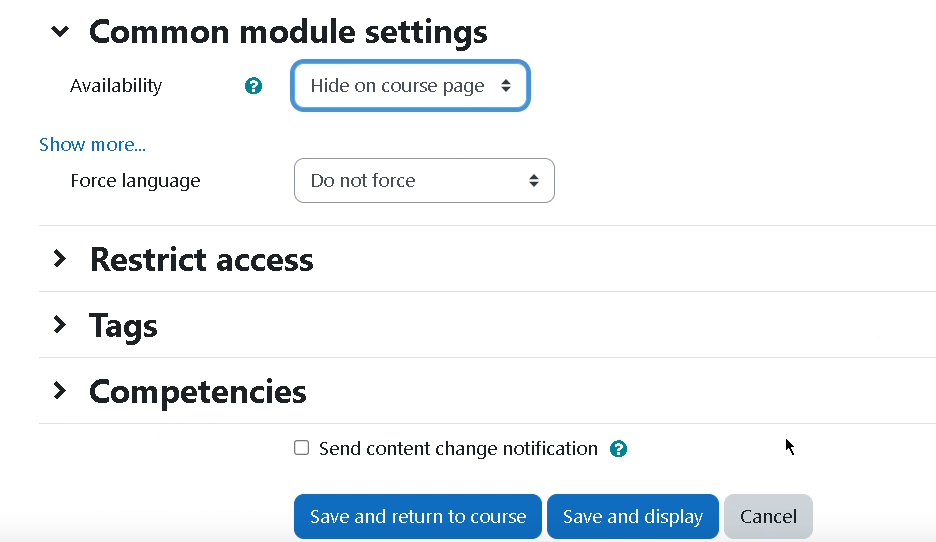 Common module settings
Availability
Hide on course page
Show more...
Force language
Do not force
Restrict access
Tags
Competencies
Send content change notification
Save and return to course
Save and display
Cancel